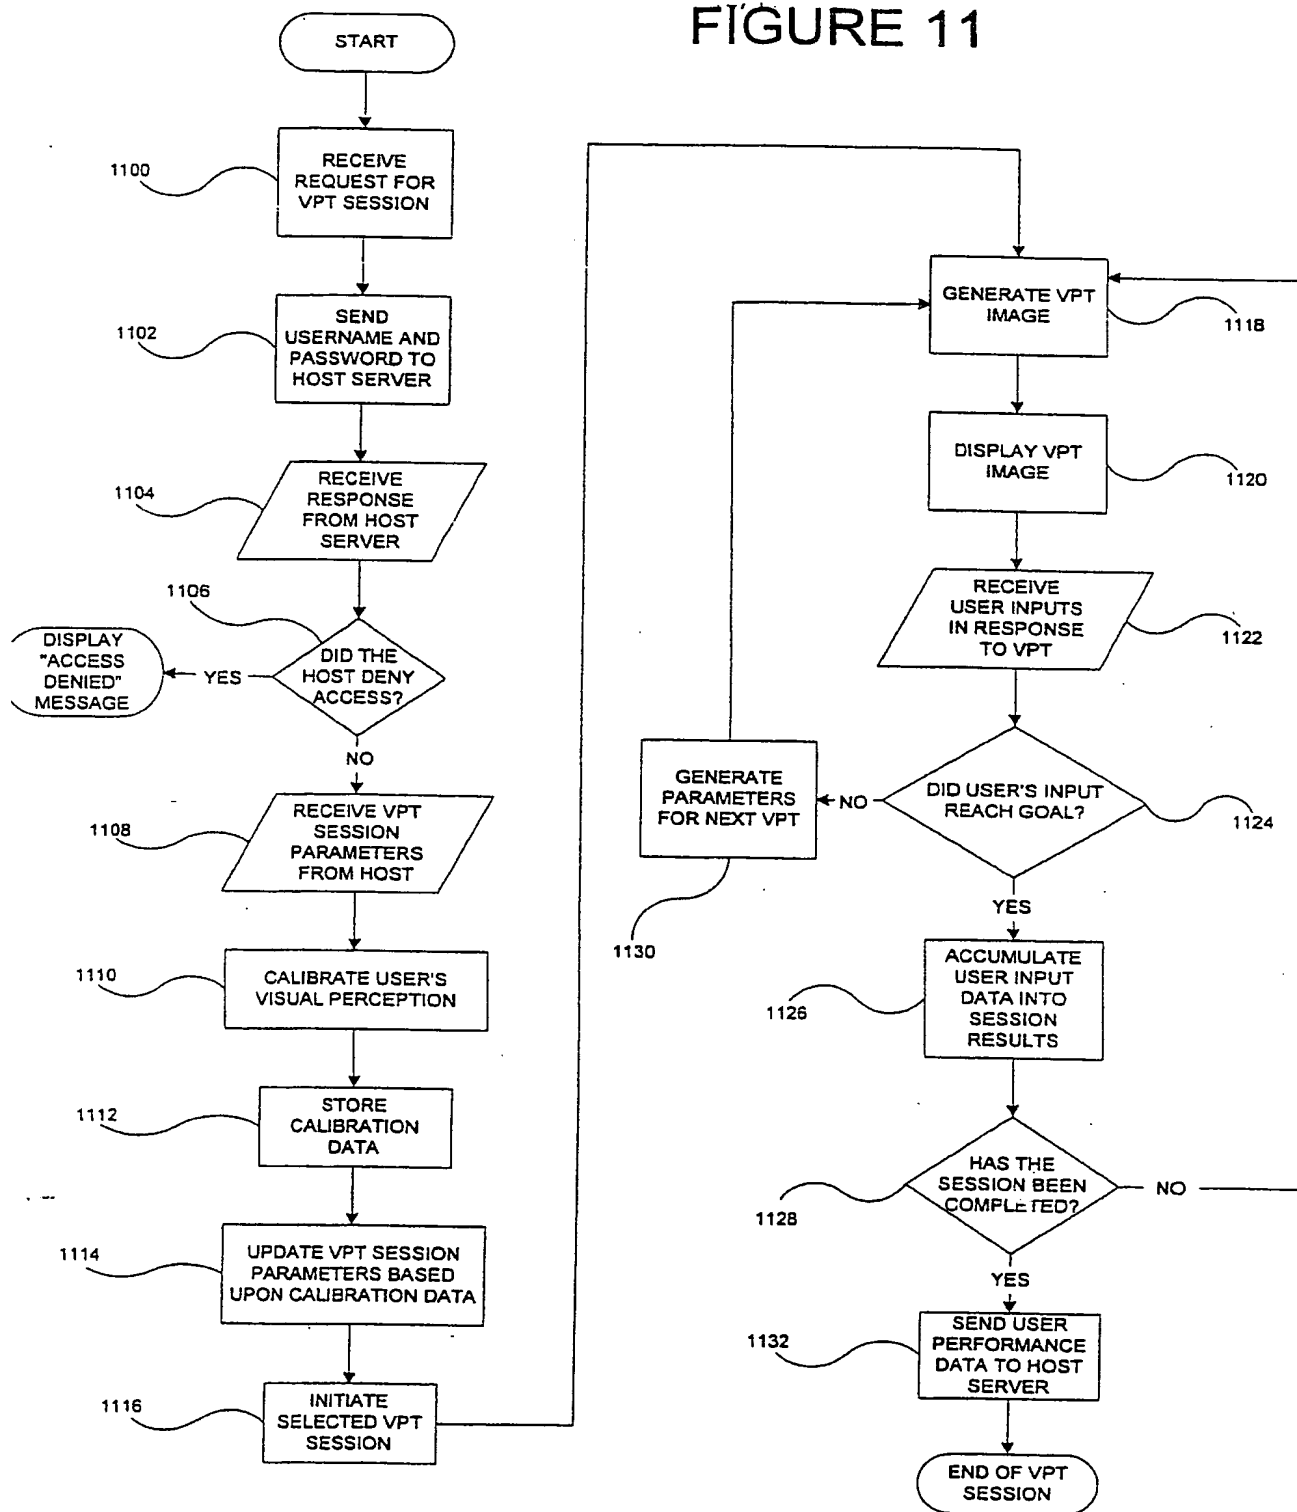 FIGURE 11
START
1100
RECEIVE
REQUEST FOR
VPT SESSION
1102
SEND
USERNAME AND
PASSWORD TO
HOST SERVER
1104
RECEIVE
RESPONSE
FROM HOST
SERVER
1106
DID THE
HOST DENY
ACCESS?
YES
DISPLAY
"ACCESS
DENIED"
MESSAGE
NO
1108
RECEIVE VPT
SESSION
PARAMETERS
FROM HOST
1110
CALIBRATE USER'S
VISUAL PERCEPTION
1112
STORE
CALIBRATION
DATA
1114
UPDATE VPT SESSION
PARAMETERS BASED
UPON CALIBRATION DATA
1116
INITIATE
SELECTED VPT
SESSION
GENERATE VPT
IMAGE
1118
DISPLAY VPT
IMAGE
1120
RECEIVE
USER INPUTS
IN RESPONSE
TO VPT
1122
DID USER'S INPUT
REACH GOAL?
1124
NO
GENERATE
PARAMETERS
FOR NEXT VPT
1130
YES
ACCUMULATE
USER INPUT
DATA INTO
SESSION
RESULTS
1126
HAS THE
SESSION BEEN
COMPLETED?
1128
NO
YES
SEND USER
PERFORMANCE
DATA TO HOST
SERVER
1132
END OF VPT
SESSION